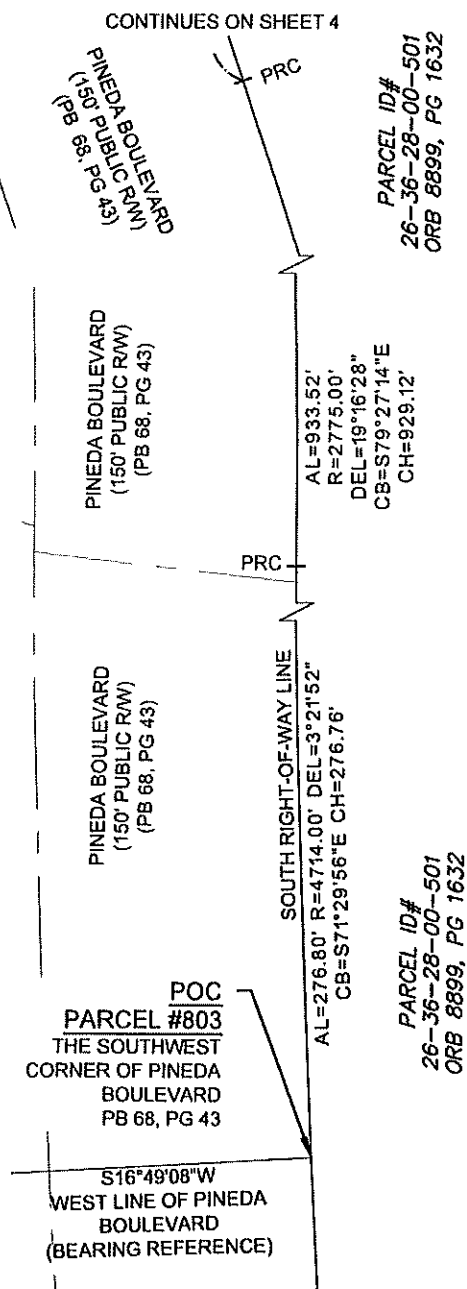 CONTINUES ON SHEET 4
PINEDA BOULEVARD
(150' PUBLIC R/W)
(PB 68, PG 43)
PRC
PARCEL ID#
26-36-28-00-501
ORB 8899, PG 1632
PINEDA BOULEVARD
(150' PUBLIC R/W)
(PB 68, PG 43)
AL=933.52'
R=2775.00'
DEL=19°16'28"
CB=S79°27'14"E
CH=929.12'
PRC
PINEDA BOULEVARD
(150' PUBLIC R/W)
(PB 68, PG 43)
SOUTH RIGHT-OF-WAY LINE
AL=276.80' R=4714.00' DEL=3°21'52"
CB=S71°29'56"E CH=276.76'
PARCEL ID#
26-36-28-00-501
ORB 8899, PG 1632
POC
PARCEL #803
THE SOUTHWEST
CORNER OF PINEDA
BOULEVARD
PB 68, PG 43
S16°49'08"W
WEST LINE OF PINEDA
BOULEVARD
(BEARING REFERENCE)